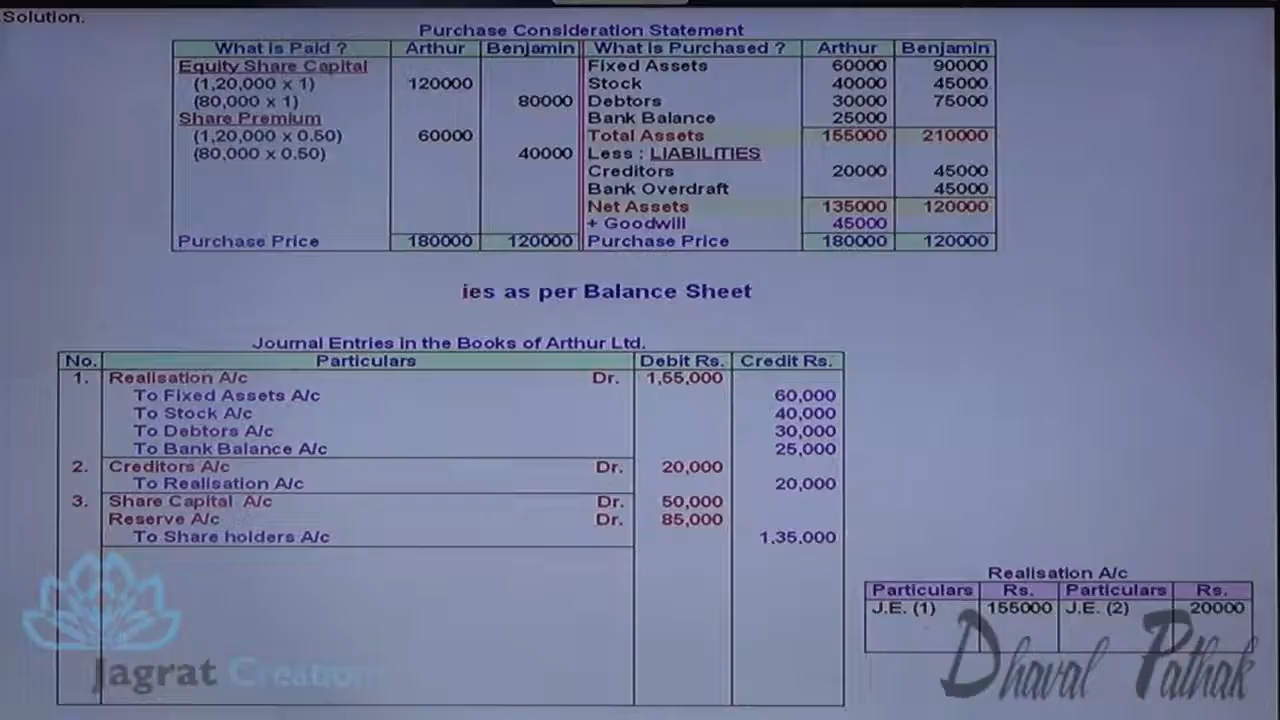 Solution.
Purchase Consideration Statement
What is Paid ? Arthur Benjamin What is Purchased ? Arthur Benjamin
Equity Share Capital Fixed Assets 60000 90000
(1,20,000 x 1) 120000 Stock 40000 45000
(80,000 x 1) 80000 Debtors 30000 75000
Share Premium Bank Balance 25000
(1,20,000 x 0.50) 60000 Total Assets 155000 210000
(80,000 x 0.50) 40000 Less : LIABILITIES
Creditors 20000 45000
Bank Overdraft 45000
Net Assets 135000 120000
+ Goodwill 45000
Purchase Price 180000 120000 Purchase Price 180000 120000
ies as per Balance Sheet
Journal Entries in the Books of Arthur Ltd.
No. Particulars Debit Rs. Credit Rs.
1. Realisation A/c Dr. 1,55,000
To Fixed Assets A/c 60,000
To Stock A/c 40,000
To Debtors A/c 30,000
To Bank Balance A/c 25,000
2. Creditors A/c Dr. 20,000
To Realisation A/c 20,000
3. Share Capital A/c Dr. 50,000
Reserve A/c Dr. 85,000
To Share holders A/c 1,35,000
Realisation A/c
Particulars Rs. Particulars Rs.
J.E. (1) 155000 J.E. (2) 20000
Jagrat Creation
Dhaval Pathak